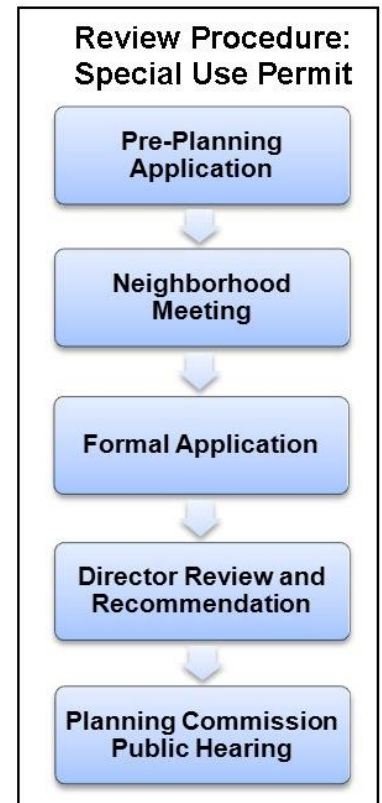 Review Procedure:
Special Use Permit
Pre-Planning
Application
Neighborhood
Meeting
Formal Application
Director Review and
Recommendation
Planning Commission
Public Hearing